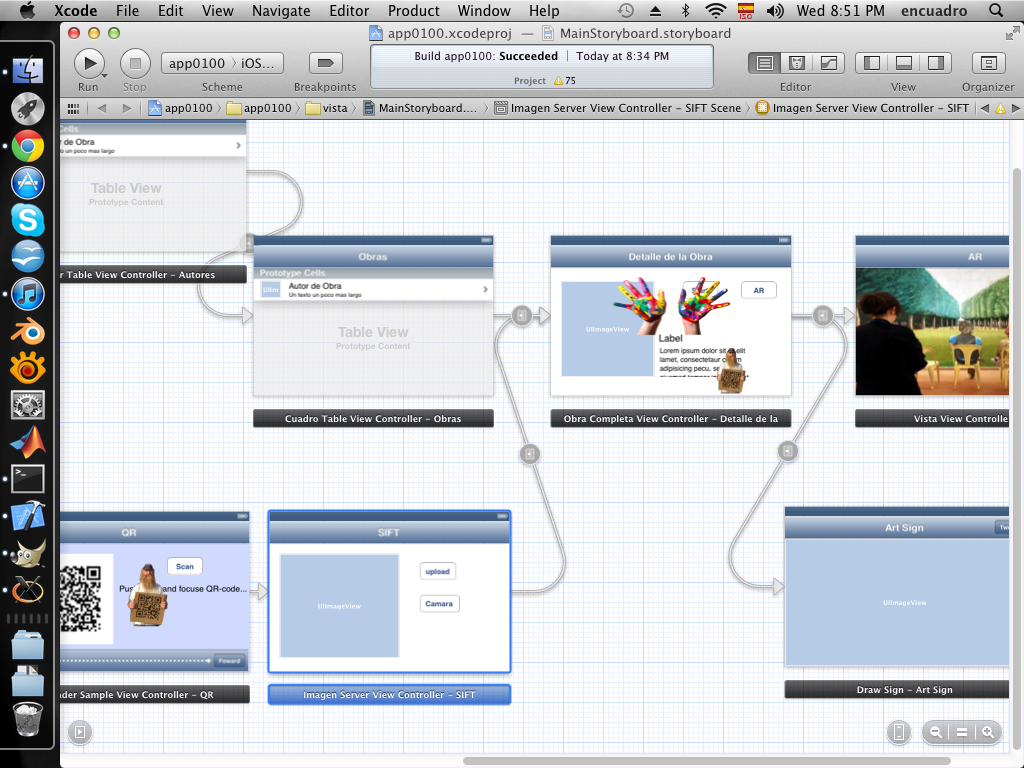 Xcode File Edit View Navigate Editor Product Window Help ISO Wed 8:51 PM encuadro
app0100.xcodeproj — MainStoryboard.storyboard
Build app0100: Succeeded | Today at 8:34 PM
Project 75
app0100 iOS...
Run Stop Scheme Breakpoints Editor View Organizer
app0100 app0100 vista MainStoryboard.... Imagen Server View Controller – SIFT Scene Imagen Server View Controller – SIFT
Cells
r de Obra
to un poco mas largo
Table View
Prototype Content
r Table View Controller – Autores
Obras
Prototype Cells
UIIm
Autor de Obra
Un texto un poco mas largo
Table View
Prototype Content
Cuadro Table View Controller – Obras
Detalle de la Obra
AR
UIImageView
Label
Lorem ipsum dolor sit
lamet, consectetaur
adipisicing pecu, se
Obra Completa View Controller – Detalle de la
AR
Vista View Controlle
QR
Scan
Pus and focuse QR-code...
Foward
der Sample View Controller – QR
SIFT
UIImageView
upload
Camara
Imagen Server View Controller – SIFT
Art Sign
Tw
UIImageView
Draw Sign – Art Sign